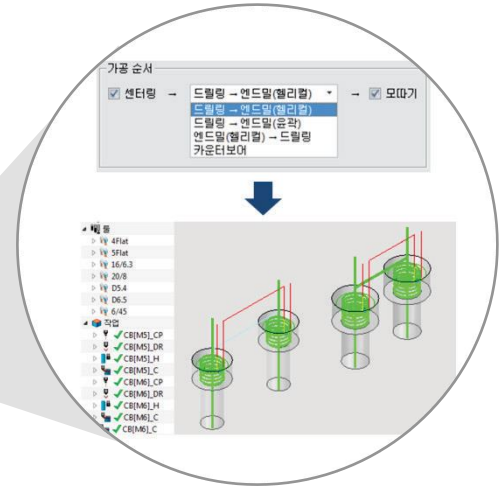 가공 순서
센터링 → 드릴링 → 엔드밀(헬리컬) → 모따기
드릴링 → 엔드밀(헬리컬)
드릴링 → 엔드밀(윤곽)
엔드밀(헬리컬) → 드릴링
카운터보어
툴
4Flat
5Flat
16/6.3
20/8
D5.4
D6.5
6/45
작업
CB[M5]_CP
CB[M5]_DR
CB[M5]_H
CB[M5]_C
CB[M6]_CP
CB[M6]_DR
CB[M6]_H
CB[M6]_C